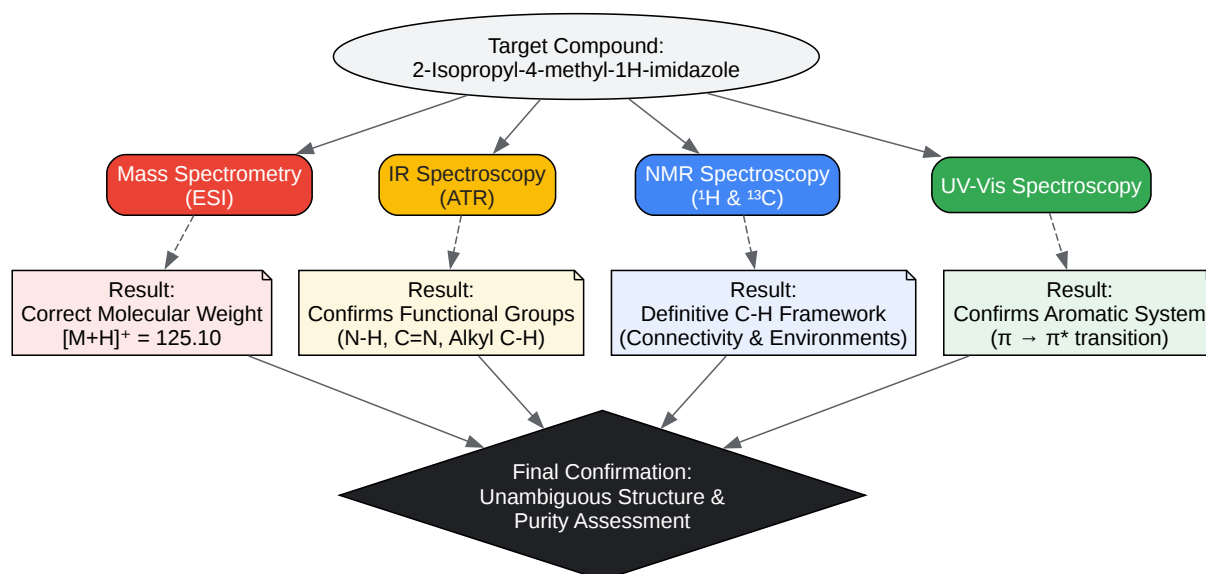 Target Compound:
2-Isopropyl-4-methyl-1H-imidazole
Mass Spectrometry
(ESI)
IR Spectroscopy
(ATR)
NMR Spectroscopy
(¹H & ¹³C)
UV-Vis Spectroscopy
Result:
Correct Molecular Weight
[M+H]⁺ = 125.10
Result:
Confirms Functional Groups
(N-H, C=N, Alkyl C-H)
Result:
Definitive C-H Framework
(Connectivity & Environments)
Result:
Confirms Aromatic System
(π → π* transition)
Final Confirmation:
Unambiguous Structure &
Purity Assessment